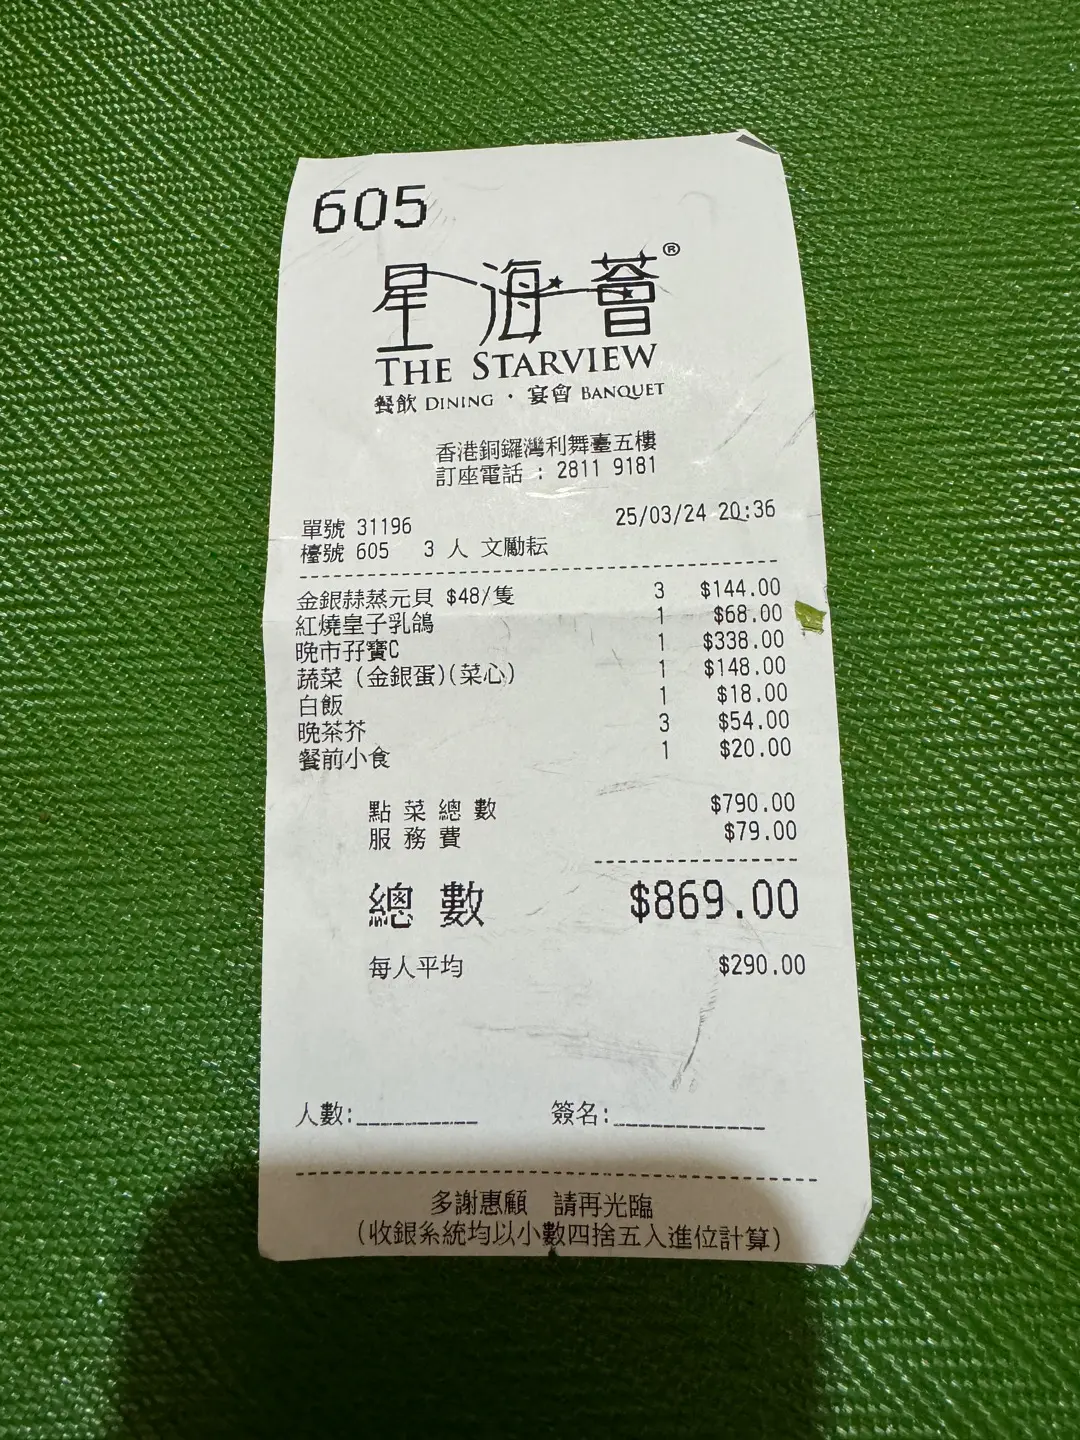 605
星海薈®
THE STARVIEW
餐飲 DINING · 宴會 BANQUET
香港銅鑼灣利舞臺五樓
訂座電話 : 2811 9181
單號 31196 25/03/24 20:36
檯號 605 3 人 文勵耘
金銀蒜蒸元貝 $48/隻 3 $144.00
紅燒皇子乳鴿 1 $68.00
晚市孖寶C 1 $338.00
蔬菜 (金銀蛋)(菜心) 1 $148.00
白飯 1 $18.00
晚茶芥 3 $54.00
餐前小食 1 $20.00
點菜總數 $790.00
服務費 $79.00
總數 $869.00
每人平均 $290.00
人數:__________ 簽名:____________
多謝惠顧 請再光臨
(收銀系統均以小數四捨五入進位計算)